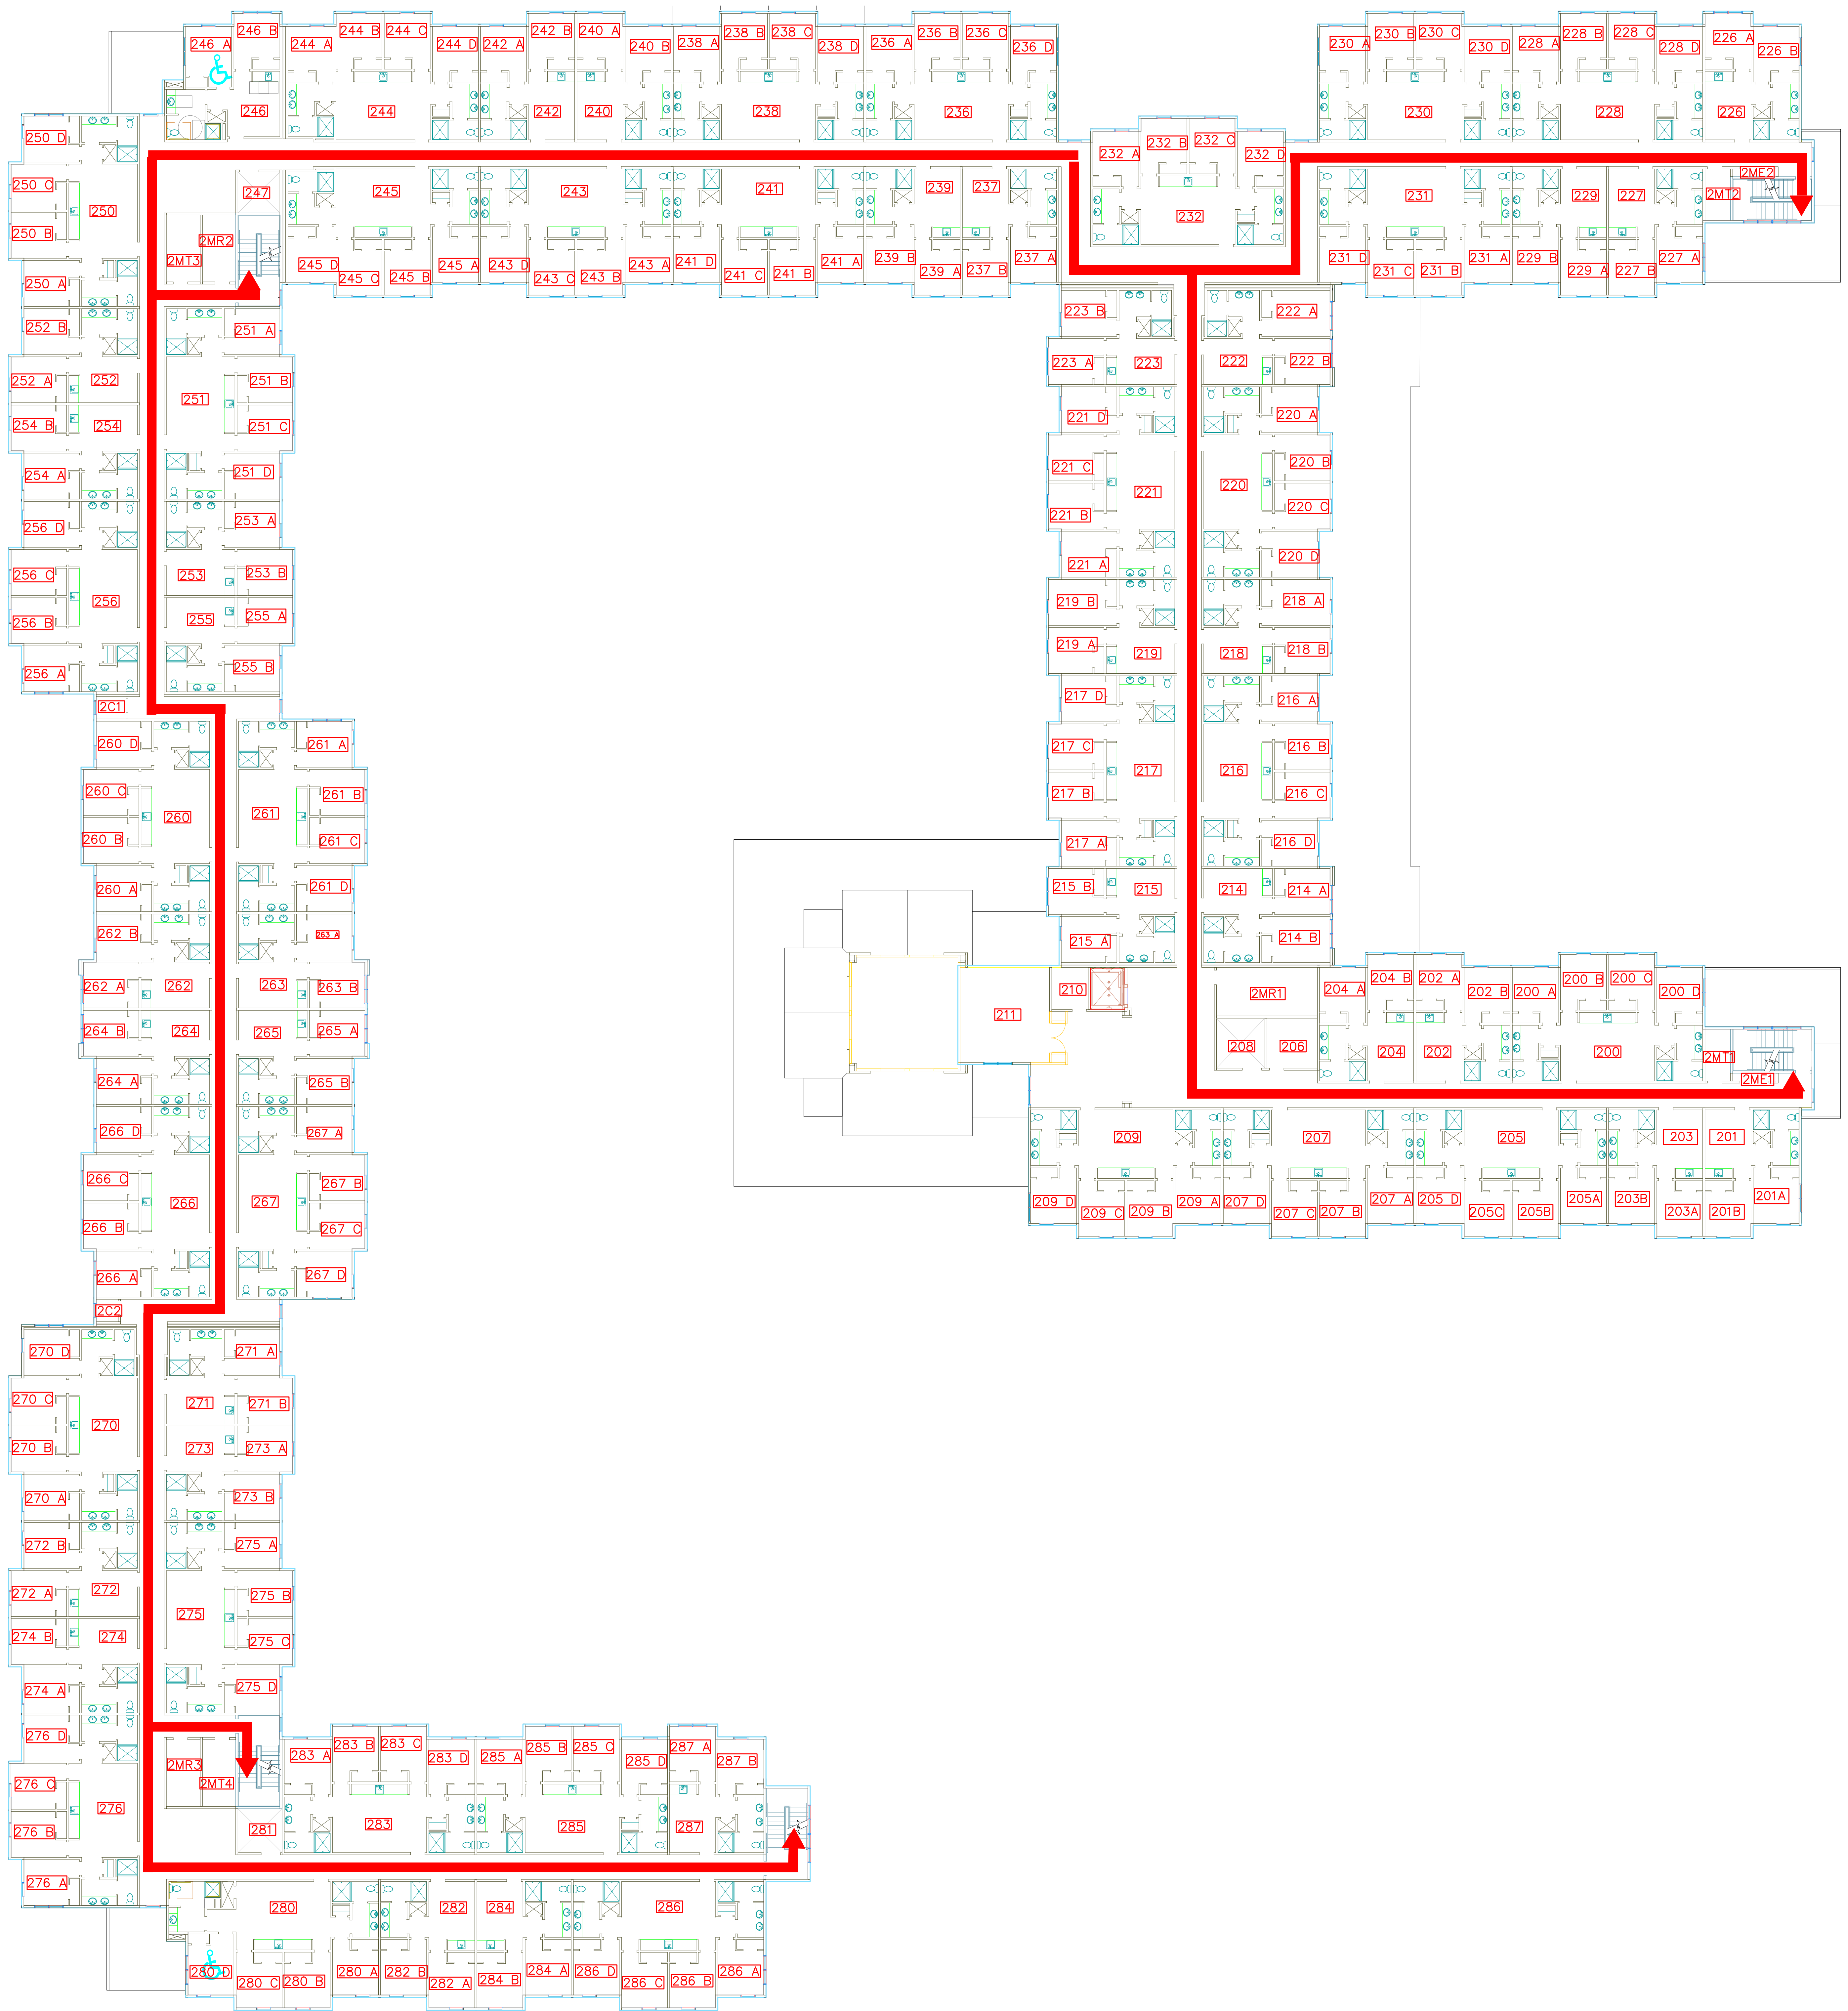 246 A
246 B
244 A
244 B
244 C
244 D
242 A
242 B
240 A
240 B
238 A
238 B
238 C
238 D
236 A
236 B
236 C
236 D
230 A
230 B
230 C
230 D
228 A
228 B
228 C
228 D
226 A
226 B
246
244
242
240
238
236
230
228
226
250 D
232 A
232 B
232 C
232 D
250 C
250
250 B
250 A
247
2MR2
2MT3
245
243
241
239
237
232
231
229
227
2ME2
2MT2
245 D
245 C
245 B
245 A
243 D
243 C
243 B
243 A
241 D
241 C
241 B
241 A
239 B
239 A
237 B
237 A
231 D
231 C
231 B
231 A
229 B
229 A
227 B
227 A
252 B
252 A
252
254 B
254
254 A
256 D
256 C
256
256 B
256 A
251 A
251 B
251
251 C
251 D
253 A
253
253 B
255
255 A
255 B
223 B
223 A
223
222 A
222
222 B
221 D
221 C
221
221 B
221 A
220 A
220 B
220
220 C
220 D
219 B
219 A
219
218 A
218
218 B
217 D
217 C
217
217 B
217 A
216 A
216 B
216
216 C
216 D
215 B
215
215 A
214
214 A
214 B
2C1
260 D
260 C
260
260 B
260 A
261 A
261 B
261
261 C
261 D
262 B
262 A
262
263 A
263
263 B
264 B
264
264 A
265
265 A
265 B
266 D
266 C
266
266 B
266 A
267 A
267 B
267
267 C
267 D
2C2
210
211
2MR1
208
206
204 A
204 B
202 A
202 B
200 A
200 B
200 C
200 D
204
202
200
2MT1
2ME1
209
207
205
203
201
209 D
209 C
209 B
209 A
207 D
207 C
207 B
207 A
205 D
205C
205B
205A
203B
203A
201B
201A
270 D
270 C
270
270 B
270 A
271 A
271
271 B
273
273 A
273 B
272 B
272 A
272
274 B
274
274 A
275 A
275 B
275
275 C
275 D
276 D
276 C
276
276 B
276 A
2MR3
2MT4
281
283 A
283 B
283 C
283 D
285 A
285 B
285 C
285 D
287 A
287 B
283
285
287
280
282
284
286
280 D
280 C
280 B
280 A
282 B
282 A
284 B
284 A
286 D
286 C
286 B
286 A